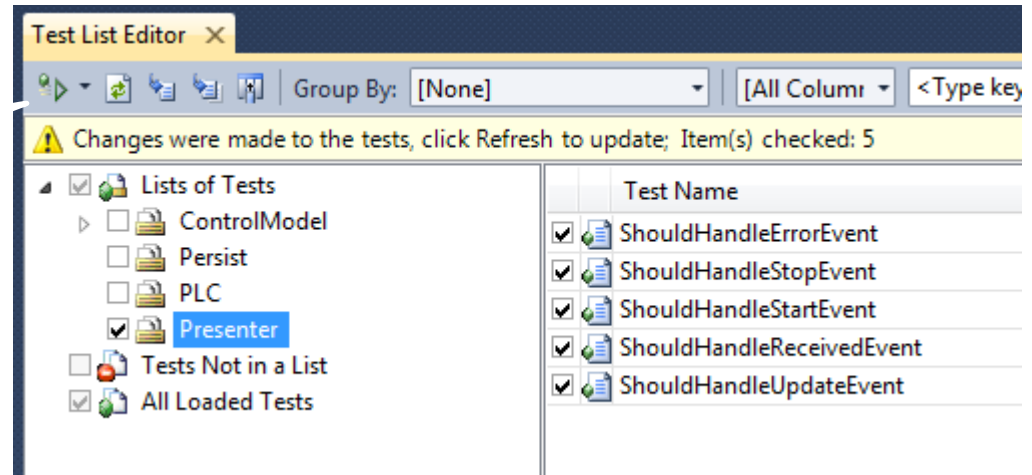 Test List Editor
Group By: [None] [All Colum <Type key
Changes were made to the tests, click Refresh to update; Item(s) checked: 5
Lists of Tests
ControlModel
Persist
PLC
Presenter
Tests Not in a List
All Loaded Tests
Test Name
ShouldHandleErrorEvent
ShouldHandleStopEvent
ShouldHandleStartEvent
ShouldHandleReceivedEvent
ShouldHandleUpdateEvent